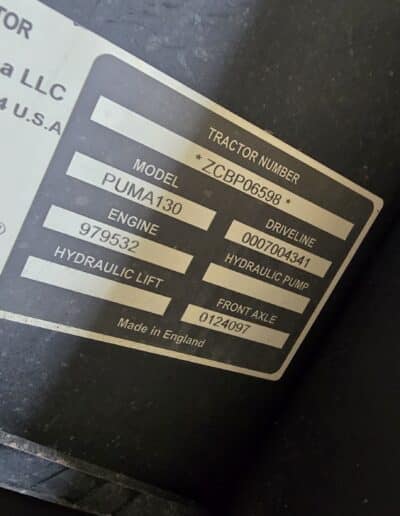 TOR
a LLC
4 U.S.A
®
TRACTOR NUMBER
* ZCBP06598 *
MODEL
PUMA130
DRIVELINE
0007004341
ENGINE
979532
HYDRAULIC PUMP
HYDRAULIC LIFT
FRONT AXLE
0124097
Made in England